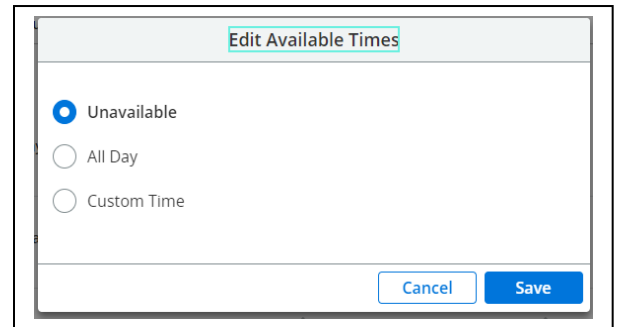 Edit Available Times
Unavailable
All Day
Custom Time
Cancel Save